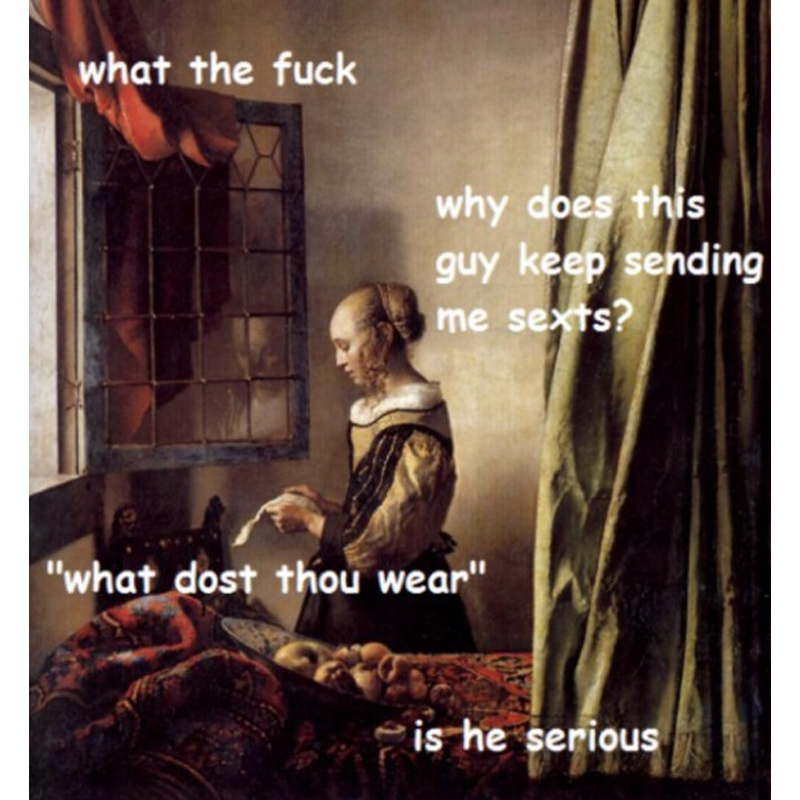 what the fuck
why does this
guy keep sending
me sexts?
"what dost thou wear"
is he serious